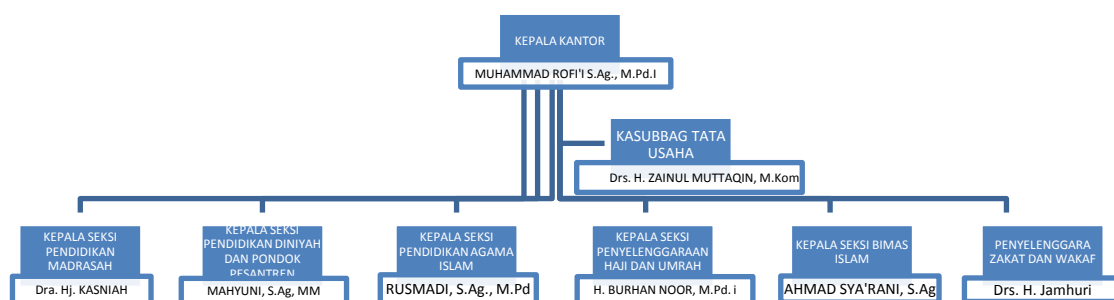 KEPALA KANTOR
MUHAMMAD ROFI'I S.Ag., M.Pd.I
KASUBBAG TATA
USAHA
Drs. H. ZAINUL MUTTAQIN, M.Kom
KEPALA SEKSI
PENDIDIKAN
MADRASAH
Dra. Hj. KASNIAH
KEPALA SEKSI
PENDIDIKAN DINIYAH
DAN PONDOK
PESANTREN
MAHYUNI, S.Ag, MM
KEPALA SEKSI
PENDIDIKAN AGAMA
ISLAM
RUSMADI, S.Ag., M.Pd
KEPALA SEKSI
PENYELENGGARAAN
HAJI DAN UMRAH
H. BURHAN NOOR, M.Pd. i
KEPALA SEKSI BIMAS
ISLAM
AHMAD SYA'RANI, S.Ag
PENYELENGGARA
ZAKAT DAN WAKAF
Drs. H. Jamhuri